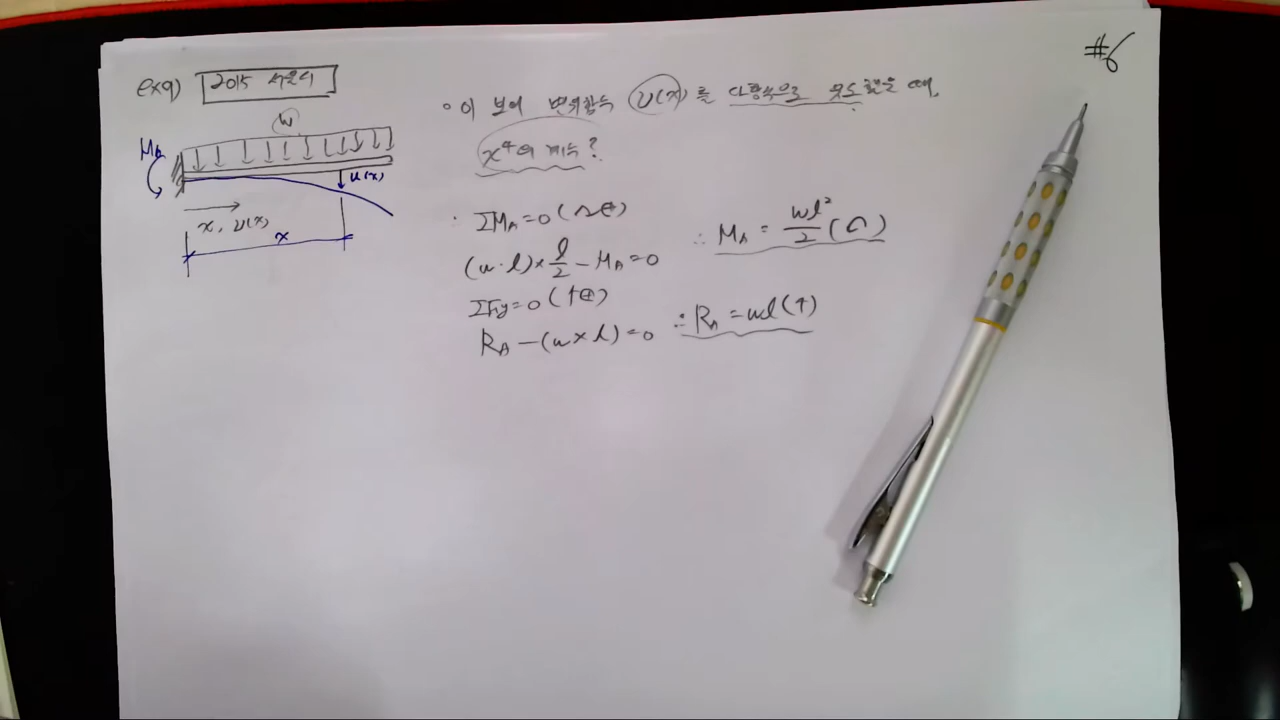 #6
ex9) 2015 서울시
W
M_A
v(x)
x, v(x)
x
• 이 보의 변위함수 v(x)를 다항식으로 유도했을 때,
x⁴의 계수?
ΣM_A=0(↷⊕)
(w·l)×l/2-M_A=0
∴ M_A = wl²/2 (↶)
ΣFy=0(↑⊕)
R_A-(w×l)=0
∴ R_A=wl(↑)